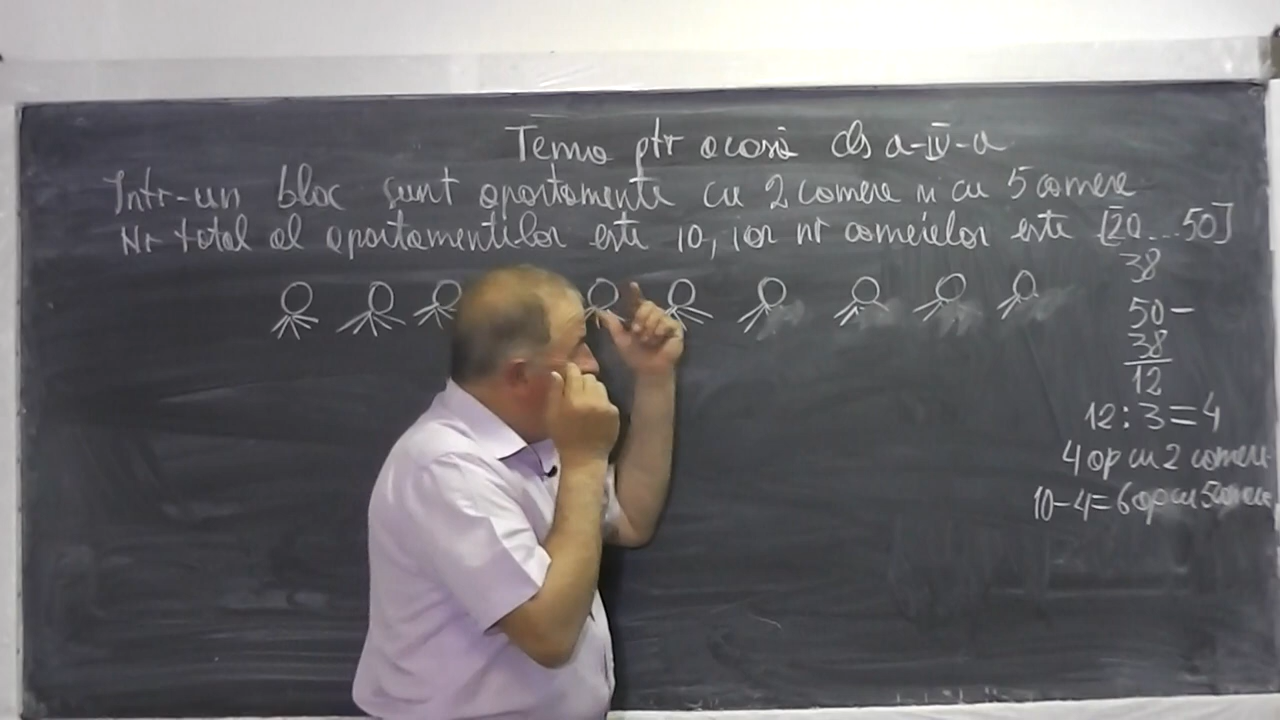 Tema ptr acasă cls a-IV-a
Intr-un bloc sunt apartamente cu 2 camere si cu 5 camere
Nr total al apartamentelor este 10, iar nr camerelor este [20...50]
38
50-
38
12
12:3=4
4 ap cu 2 camere
10-4=6 ap cu 5 camere